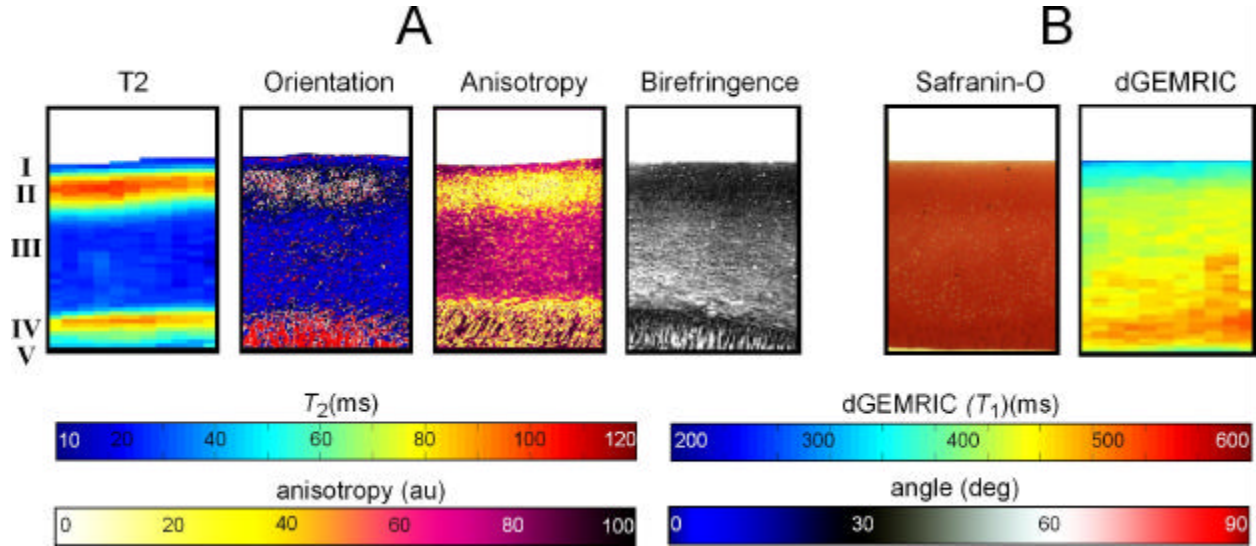 A B
T2 Orientation Anisotropy Birefringence Safranin-O dGEMRIC
I
II
III
IV
V
T2(ms) dGEMRIC (T1)(ms)
10 20 40 60 80 100 120 200 300 400 500 600
anisotropy (au) angle (deg)
0 20 40 60 80 100 0 30 60 90